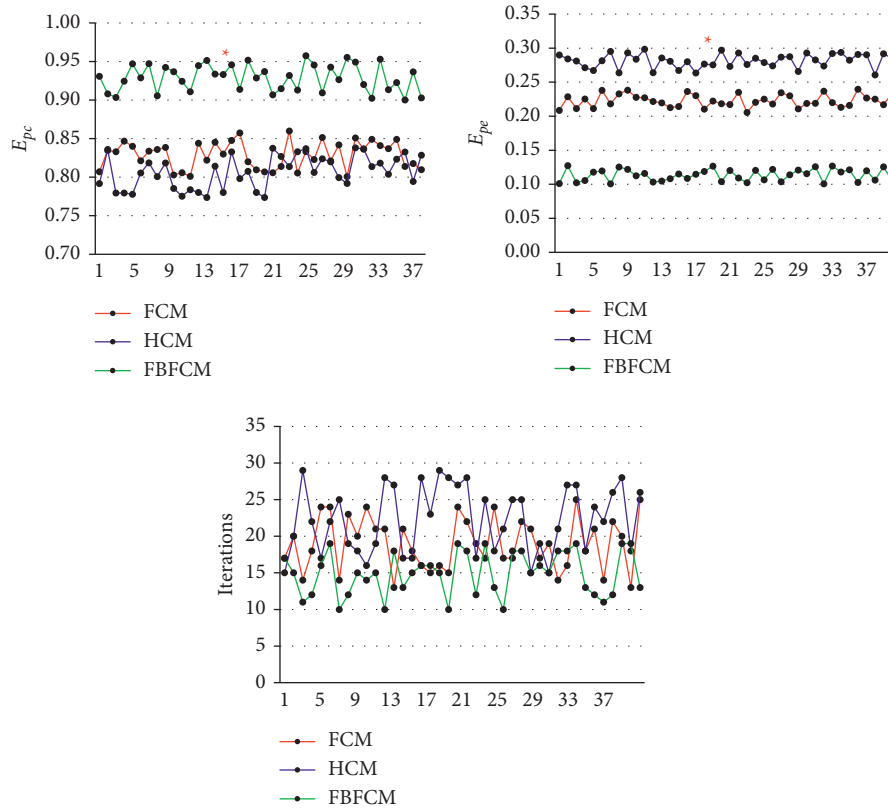 1.00
0.95
0.90
0.85
0.80
0.75
0.70
Epc
*
1 5 9 13 17 21 25 29 33 37
FCM
HCM
FBFCM
0.35
0.30
0.25
0.20
0.15
0.10
0.05
0.00
Epe
*
1 5 9 13 17 21 25 29 33 37
FCM
HCM
FBFCM
35
30
25
20
15
10
5
0
Iterations
1 5 9 13 17 21 25 29 33 37
FCM
HCM
FBFCM